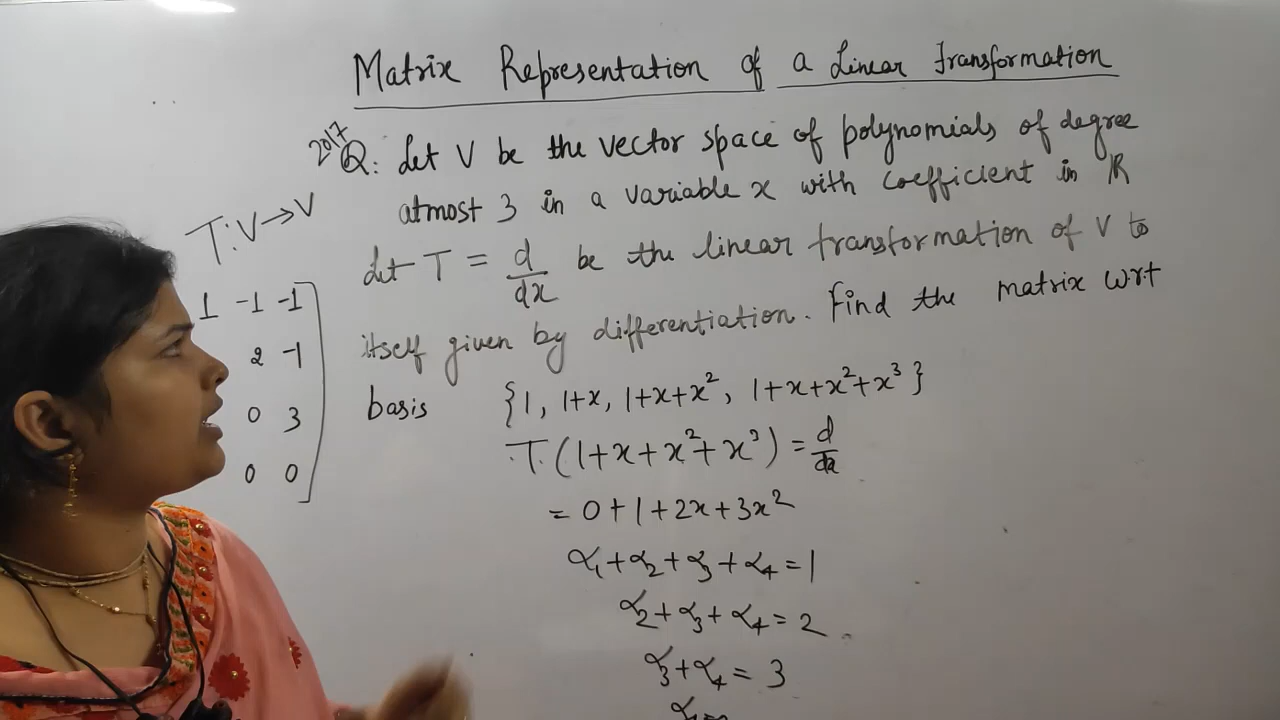 Matrix Representation of a Linear transformation
2017
Q. Let V be the vector space of polynomials of degree
atmost 3 in a variable x with coefficient in R
Let T = d/dx be the linear transformation of V to
itself given by differentiation. Find the matrix wrt
basis {1, 1+x, 1+x+x², 1+x+x²+x³}
T.(1+x+x²+x³) = d/dx
= 0+1+2x+3x²
α₁+α₂+α₃+α₄=1
α₂+α₃+α₄=2
α₃+α₄=3
T:V→V
1 -1 -1
2 -1
0 3
0 0